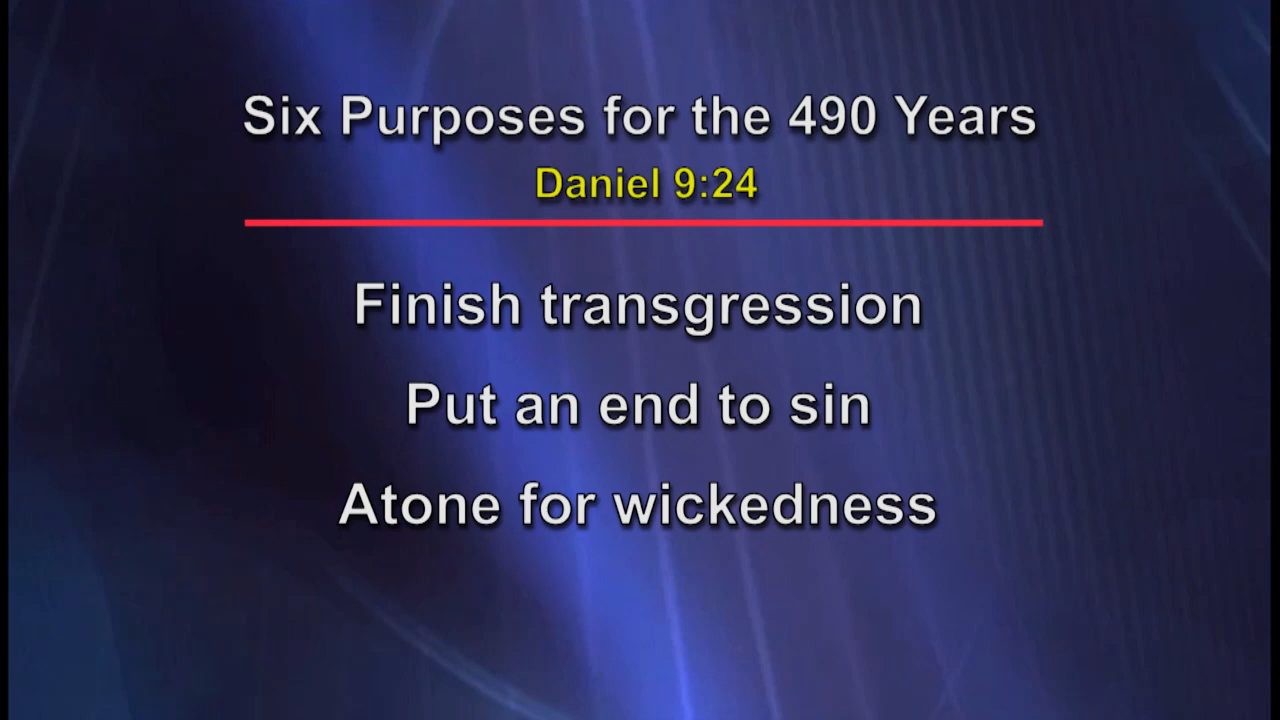 Six Purposes for the 490 Years
Daniel 9:24
Finish transgression
Put an end to sin
Atone for wickedness